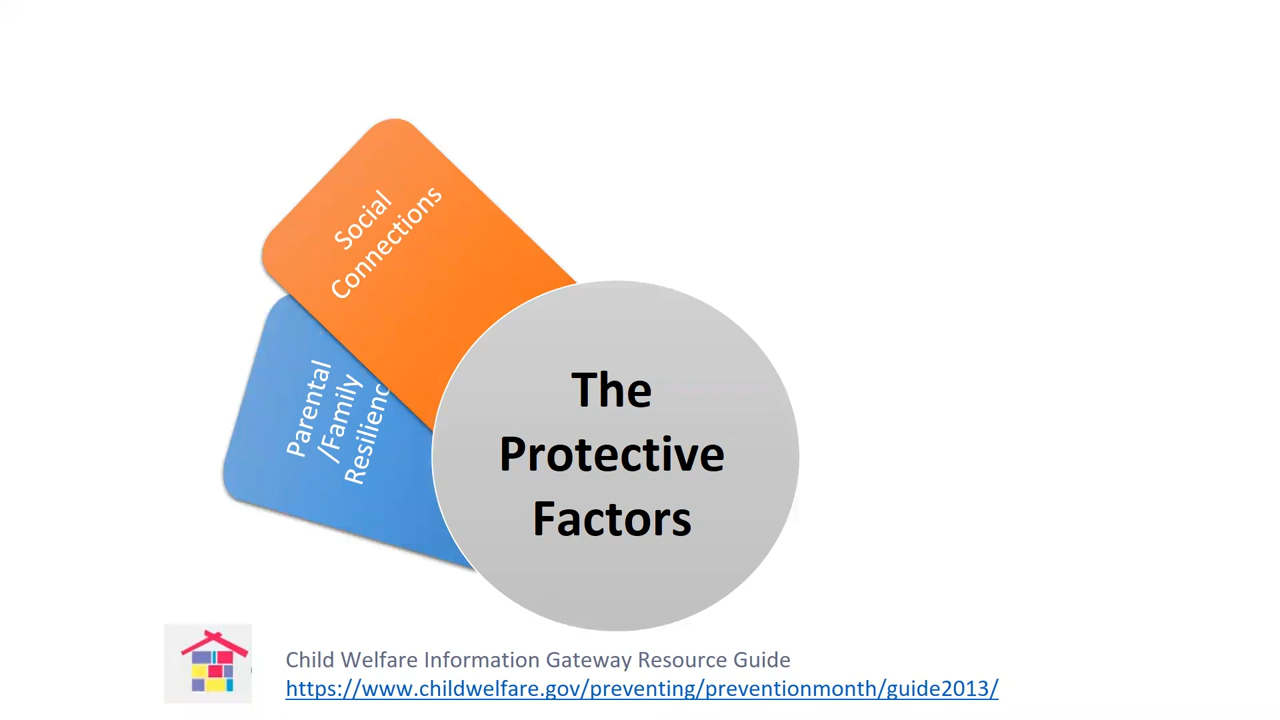 Social
Connections
Parental
/Family
The
Protective
Factors
Child Welfare Information Gateway Resource Guide
https://www.childwelfare.gov/preventing/preventionmonth/guide2013/